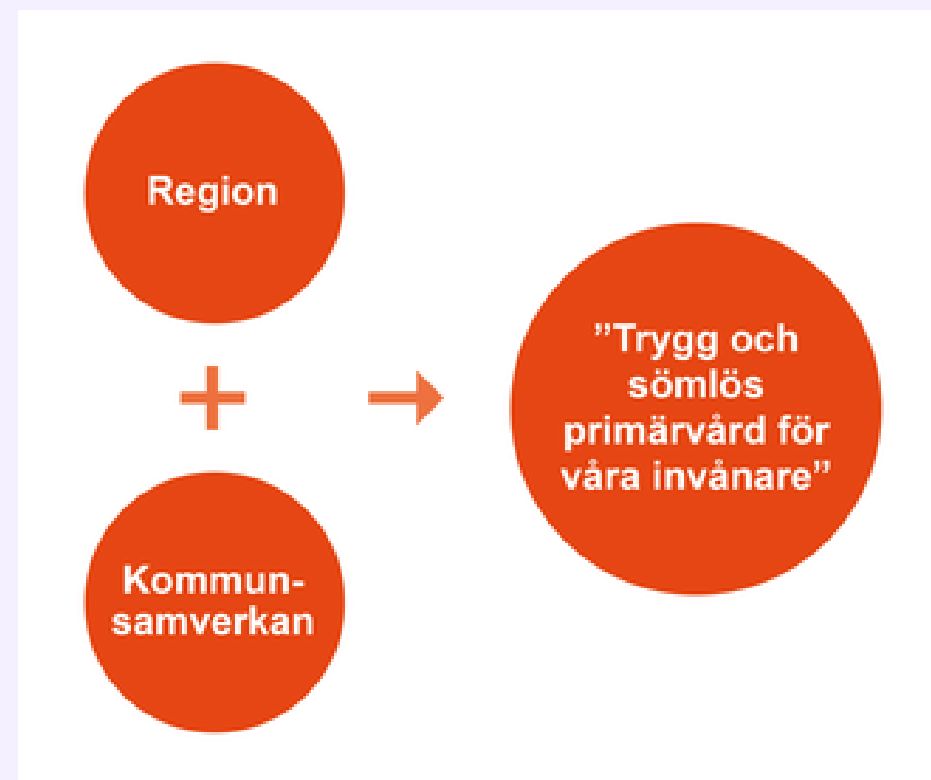 Region
+
Kommun-
samverkan
”Trygg och
sömlös
primärvård för
våra invånare”